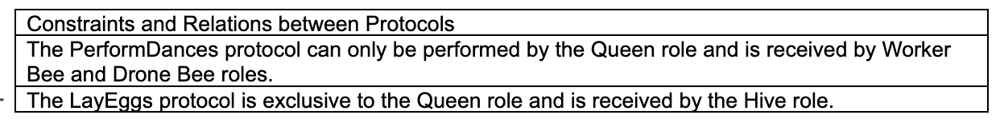 Constraints and Relations between Protocols
The PerformDances protocol can only be performed by the Queen role and is received by Worker
Bee and Drone Bee roles.
The LayEggs protocol is exclusive to the Queen role and is received by the Hive role.